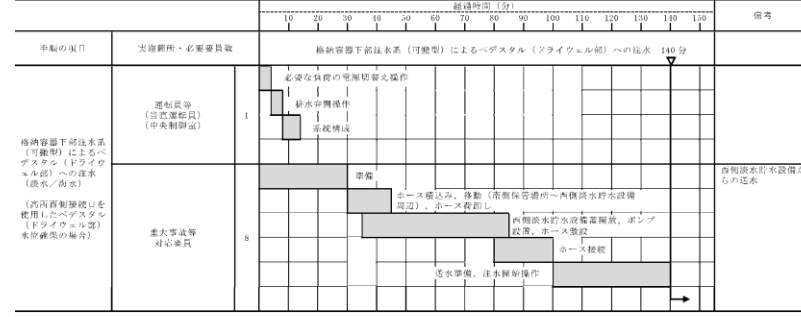 経過時間（分）
備考
10 20 30 40 50 60 70 80 90 100 110 120 130 140 150
手順の項目
実施箇所・必要要員数
格納容器下部注水系（可搬型）によるペデスタル（ドライウェル部）への注水 140分
格納容器下部注水系
（可搬型）によるペ
デスタル（ドライウ
ェル部）への注水
（淡水／海水）
（高所西側接続口を
使用したペデスタル
（ドライウェル部）
水位確保の場合）
運転員等
（当直運転員）
（中央制御室）
1
必要な負荷の電源切替え操作
排水弁開操作
系統構成
重大事故等
対応要員
8
準備
ホース積込み、移動（南側保管場所～西側淡水貯水設備
周辺）、ホース荷卸し
西側淡水貯水設備蓋開放、ポンプ
設置、ホース敷設
ホース接続
送水準備、注水開始操作
西側淡水貯水設備か
らの送水